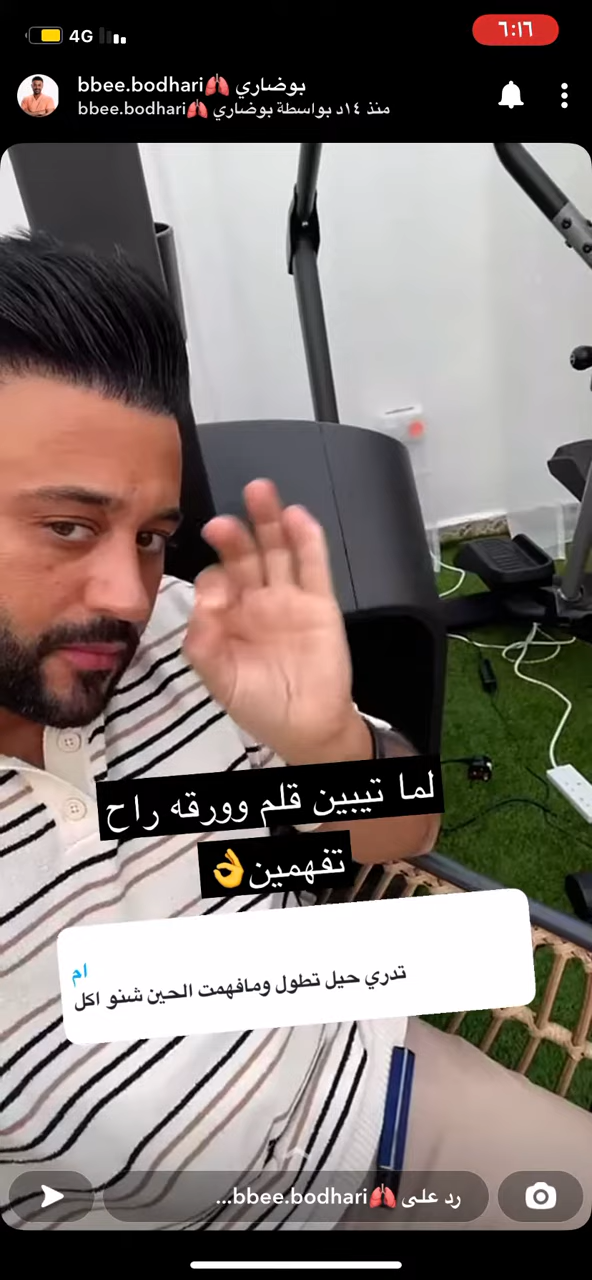 4G ٦:١٦
bbee.bodhari🫁بوضاري
منذ ١٤د بواسطة بوضاري 🫁bbee.bodhari
لما تيبين قلم وورقه راح
تفهمين👌
ام
تدري حيل تطول ومافهمت الحين شنو اكل
رد على 🫁bbee.bodhari...